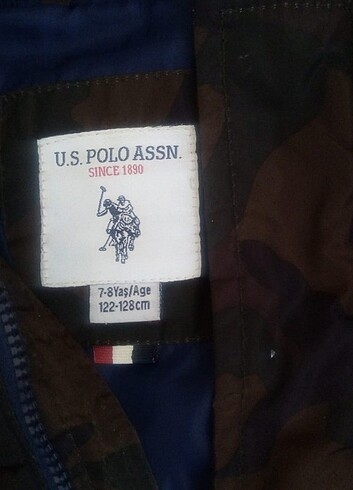 U.S. POLO ASSN.
SINCE 1890
7-8Yaş/Age
122-128cm